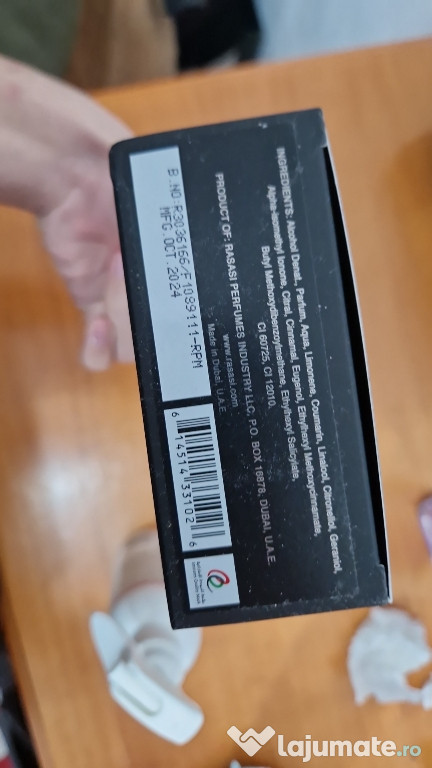 INGREDIENTS: Alcohol Denat., Parfum, Aqua, Limonene, Coumarin, Linalool, Citronellol, Geraniol,
Alpha-isomethyl Ionone, Citral, Cinnamal, Eugenol, Ethylhexyl Methoxycinnamate,
Butyl Methoxydibenzoylmethane, Ethylhexyl Salicylate,
CI 60725, CI 12010.
PRODUCT OF: RASASI PERFUMES INDUSTRY LLC, P.O. BOX 16878, DUBAI, U.A.E.
www.rasasi.com
Made in Dubai, U.A.E.
B.NO.R3036166/F1089111-RPM
MFG.OCT.2024
6 14514 33102 6
lajumate.ro